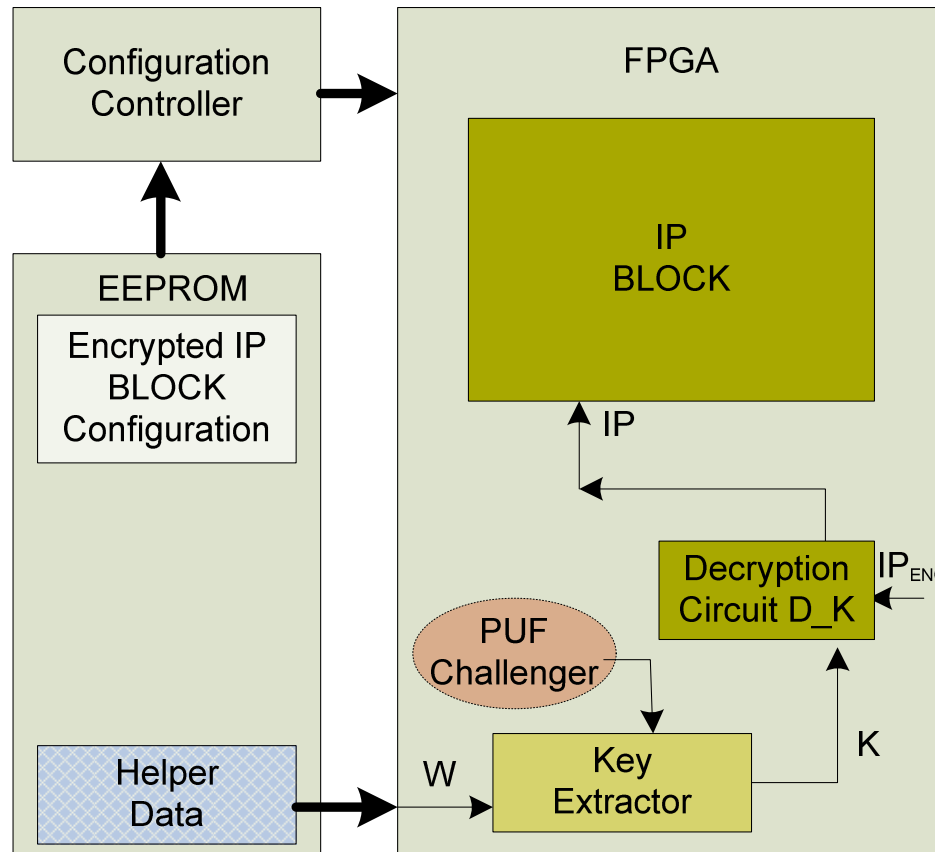 Configuration
Controller
EEPROM
Encrypted IP
BLOCK
Configuration
Helper
Data
FPGA
IP
BLOCK
IP
Decryption
Circuit D_K
IP
PUF
Challenger
K
W
Key
Extractor